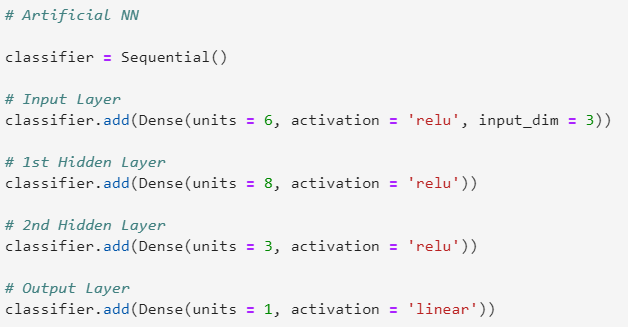 # Artificial NN
classifier = Sequential()
# Input Layer
classifier.add(Dense(units = 6, activation = 'relu', input_dim = 3))
# 1st Hidden Layer
classifier.add(Dense(units = 8, activation = 'relu'))
# 2nd Hidden Layer
classifier.add(Dense(units = 3, activation = 'relu'))
# Output Layer
classifier.add(Dense(units = 1, activation = 'linear'))